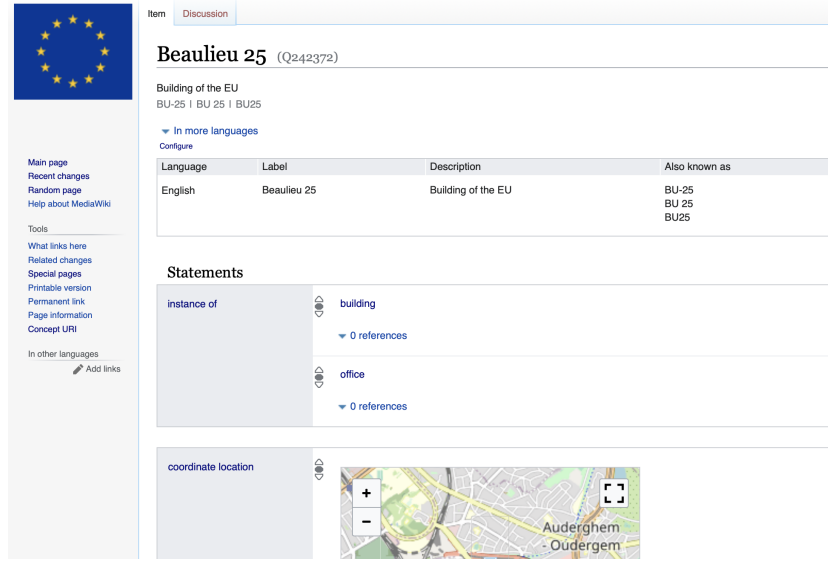 Item Discussion
Beaulieu 25 (Q242372)
Building of the EU
BU-25 | BU 25 | BU25
In more languages
Configure
Language Label Description Also known as
English Beaulieu 25 Building of the EU BU-25
BU 25
BU25
Main page
Recent changes
Random page
Help about MediaWiki
Tools
What links here
Related changes
Special pages
Printable version
Permanent link
Page information
Concept URI
In other languages
Add links
Statements
instance of
building
0 references
office
0 references
coordinate location
+
−
Auderghem
- Oudergem